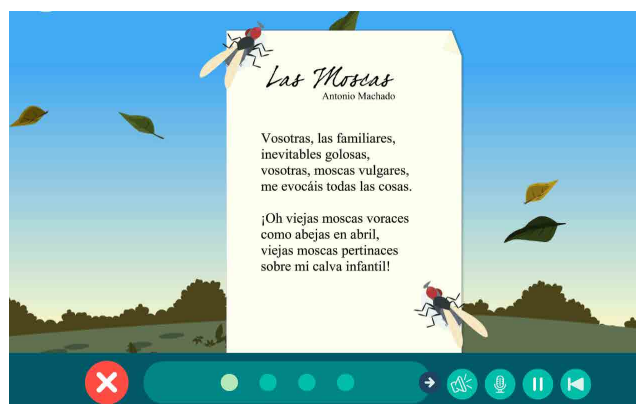 Las Moscas
Antonio Machado
Vosotras, las familiares,
inevitables golosas,
vosotras, moscas vulgares,
me evocáis todas las cosas.
¡Oh viejas moscas voraces
como abejas en abril,
viejas moscas pertinaces
sobre mi calva infantil!